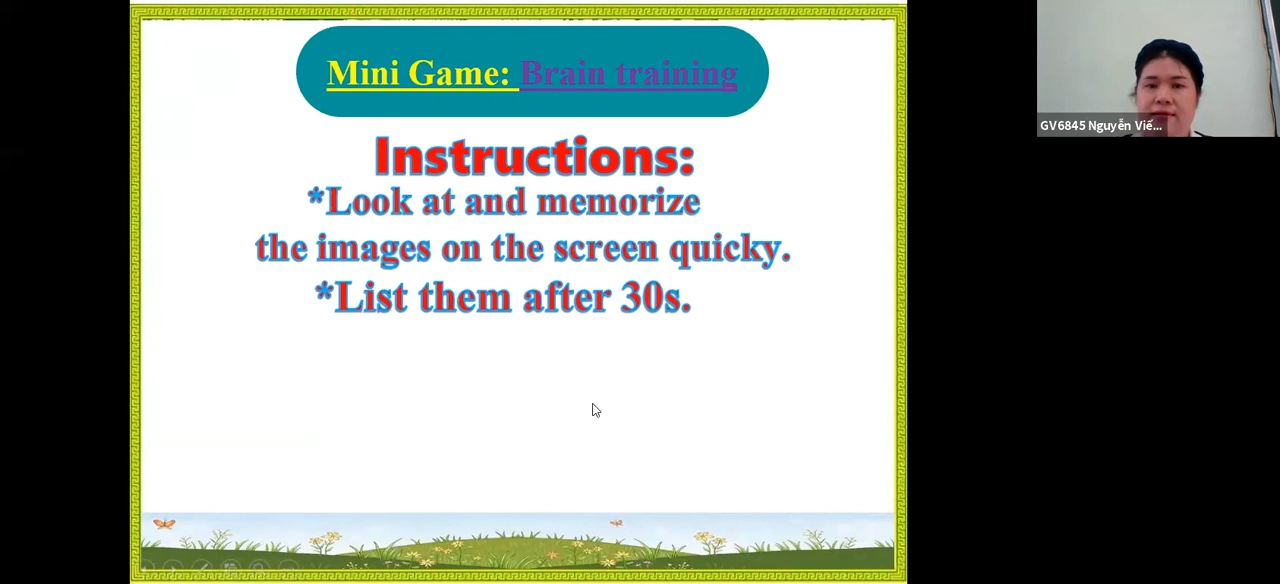 Mini Game: Brain training
Instructions:
*Look at and memorize
the images on the screen quicky.
*List them after 30s.
GV6845 Nguyễn Viế...